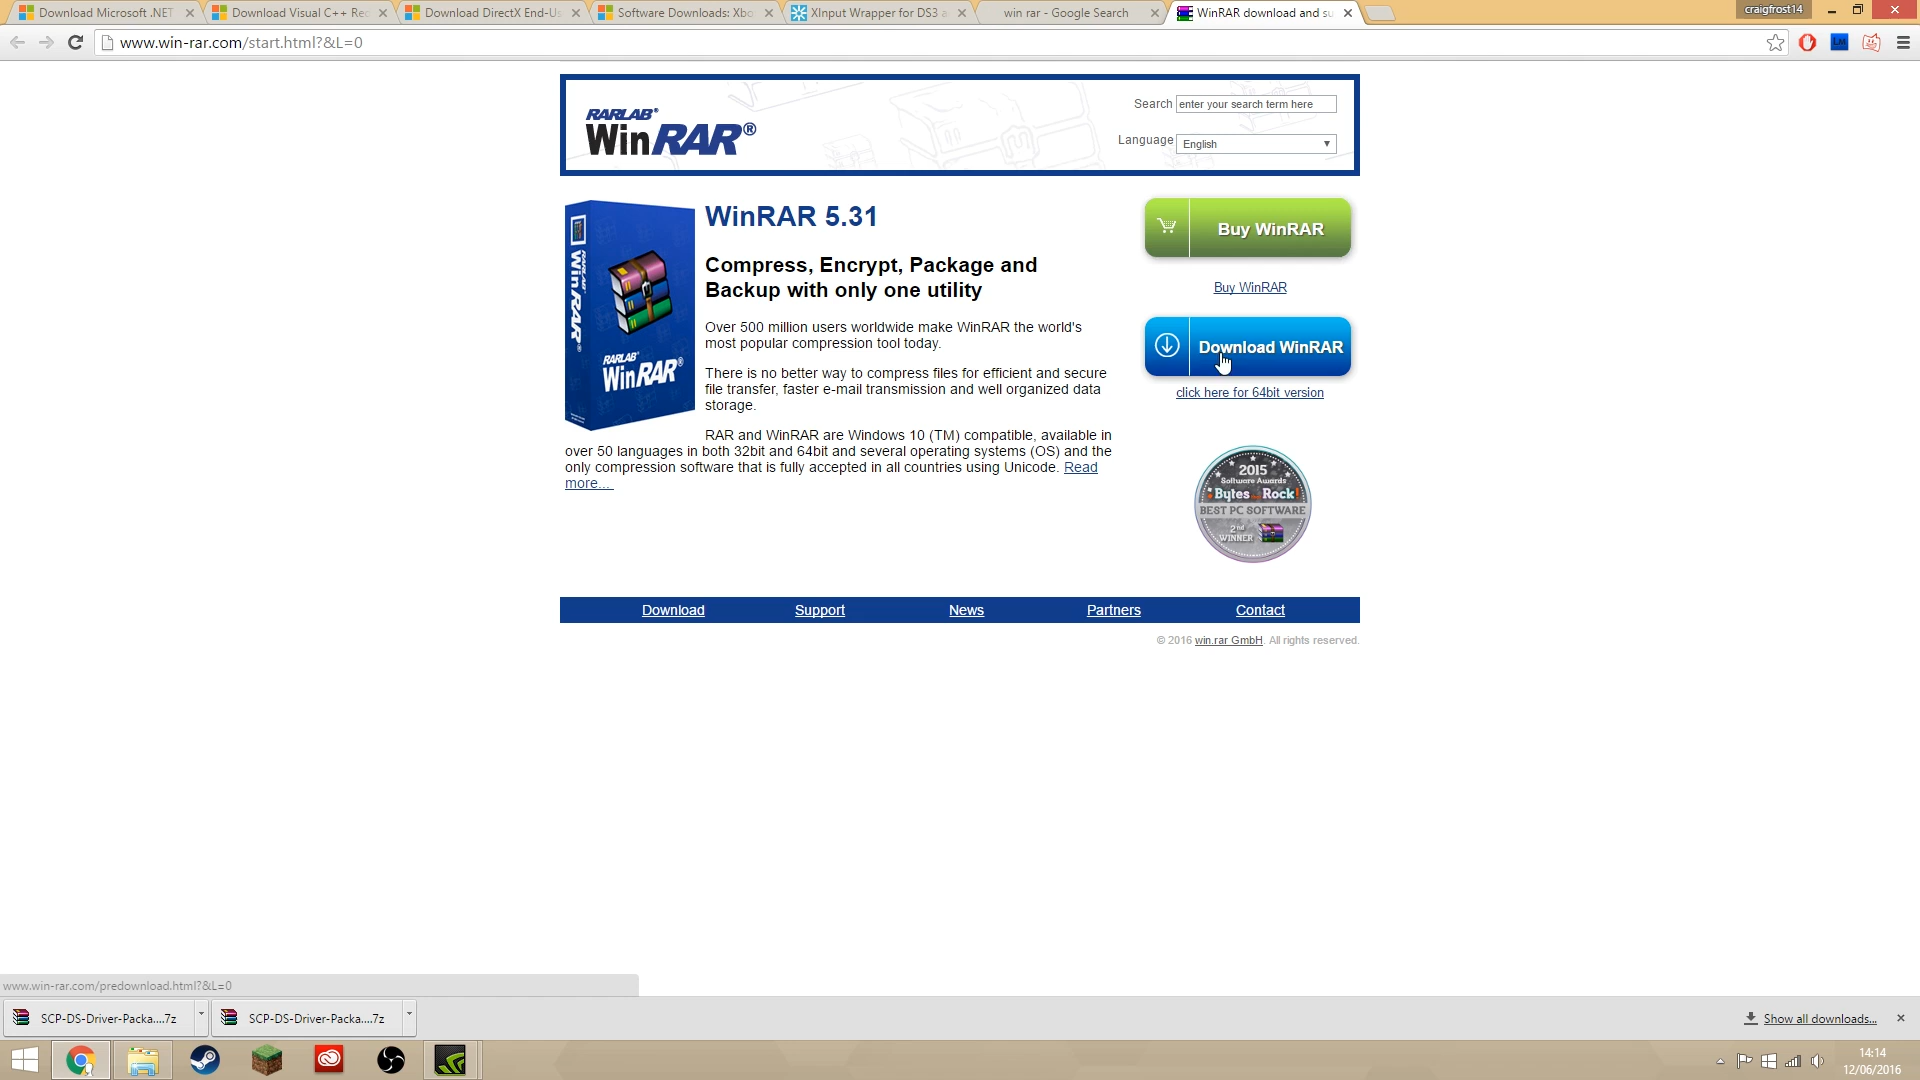 Download Microsoft .NET
Download Visual C++ Rec
Download DirectX End-Us
Software Downloads: Xbo
XInput Wrapper for DS3 a
win rar - Google Search
WinRAR download and su
craigfrost14
www.win-rar.com/start.html?&L=0
RARLAB®
WinRAR®
Search
enter your search term here
Language
English
WinRAR 5.31
Compress, Encrypt, Package and
Backup with only one utility
Over 500 million users worldwide make WinRAR the world's
most popular compression tool today.
There is no better way to compress files for efficient and secure
file transfer, faster e-mail transmission and well organized data
storage.
RAR and WinRAR are Windows 10 (TM) compatible, available in
over 50 languages in both 32bit and 64bit and several operating systems (OS) and the
only compression software that is fully accepted in all countries using Unicode. Read
more...
RARLAB®
WinRAR®
RARLAB®
WinRAR®
Buy WinRAR
Buy WinRAR
Download WinRAR
click here for 64bit version
2015
Software Awards
Bytes Rock!
BEST PC SOFTWARE
2nd
WINNER
Download
Support
News
Partners
Contact
© 2016 win.rar GmbH. All rights reserved.
www.win-rar.com/predownload.html?&L=0
SCP-DS-Driver-Packa....7z
SCP-DS-Driver-Packa....7z
Show all downloads...
14:14
12/06/2016